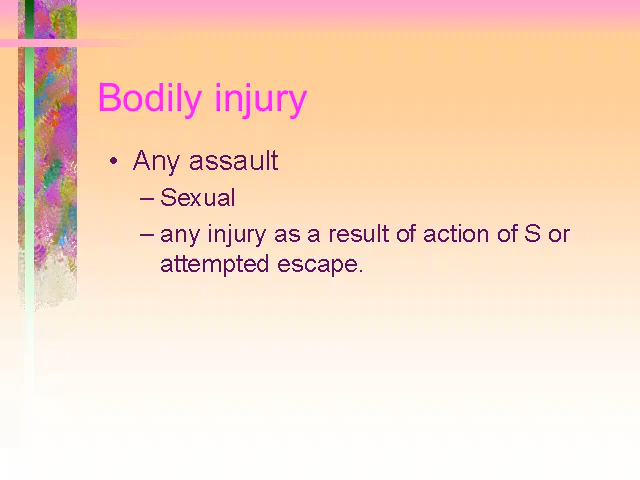 Bodily injury
• Any assault
– Sexual
– any injury as a result of action of S or
attempted escape.